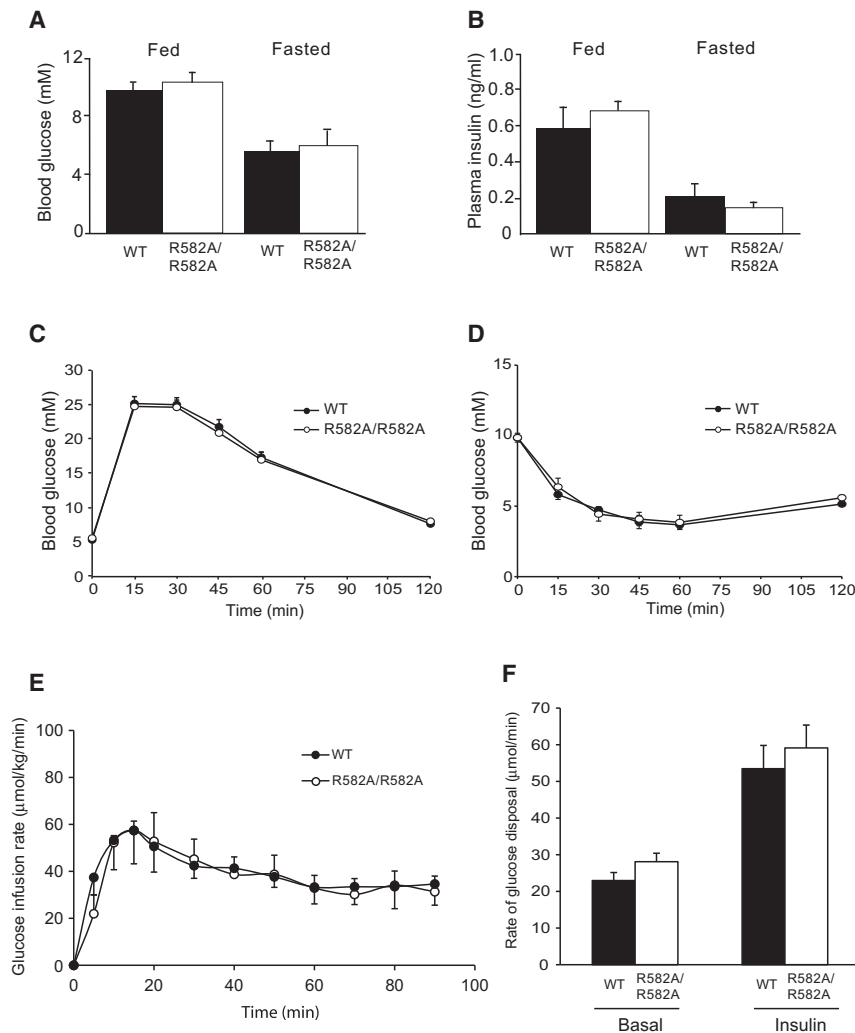 A
Fed
Fasted
Blood glucose (mM)
12
8
4
0
WT
R582A/
R582A
WT
R582A/
R582A
B
Fed
Fasted
Plasma insulin (ng/ml)
1.0
0.8
0.6
0.4
0.2
0
WT
R582A/
R582A
WT
R582A/
R582A
C
Blood glucose (mM)
30
25
20
15
10
5
0
WT
R582A/R582A
0 15 30 45 60 75 90 105 120
Time (min)
D
Blood glucose (mM)
15
10
5
0
WT
R582A/R582A
0 15 30 45 60 75 90 105 120
Time (min)
E
Glucose infusion rate (μmol/kg/min)
100
80
60
40
20
0
WT
R582A/R582A
0 20 40 60 80 100
Time (min)
F
Rate of glucose disposal (μmol/min)
70
60
50
40
30
20
10
0
WT
R582A/
R582A
WT
R582A/
R582A
Basal
Insulin